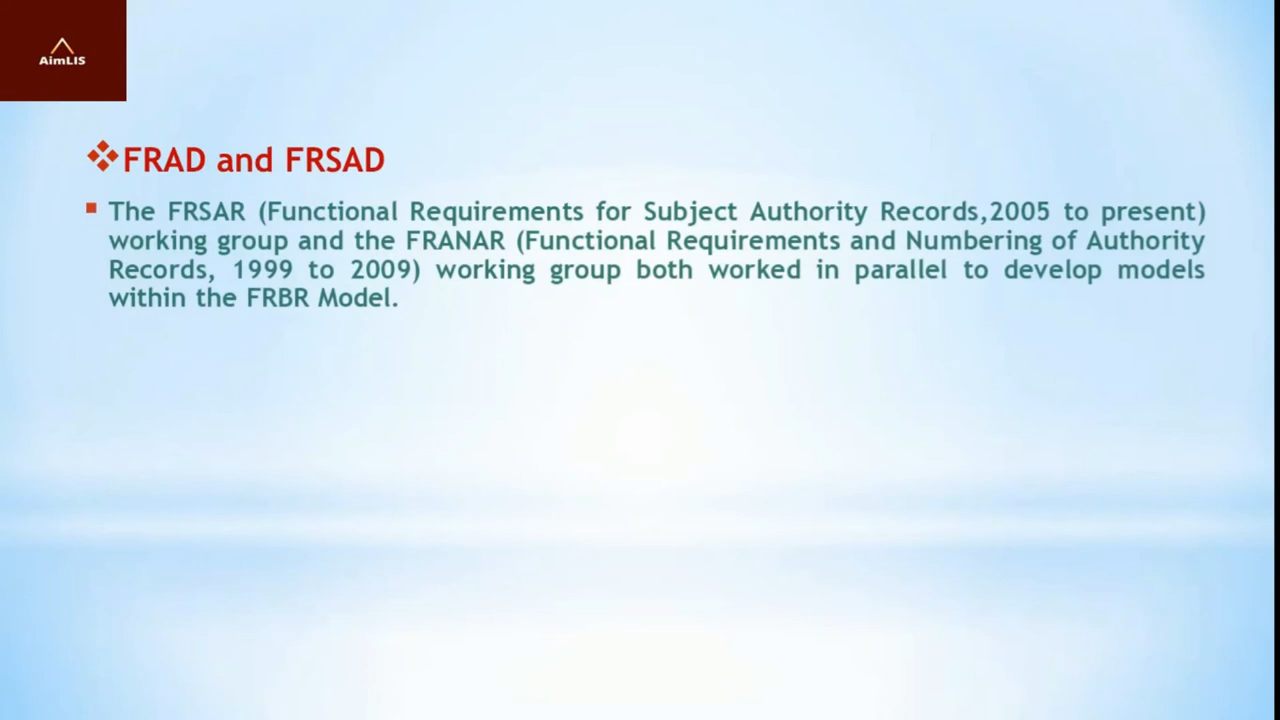 AimLIS
FRAD and FRSAD
The FRSAR (Functional Requirements for Subject Authority Records,2005 to present)
working group and the FRANAR (Functional Requirements and Numbering of Authority
Records, 1999 to 2009) working group both worked in parallel to develop models
within the FRBR Model.